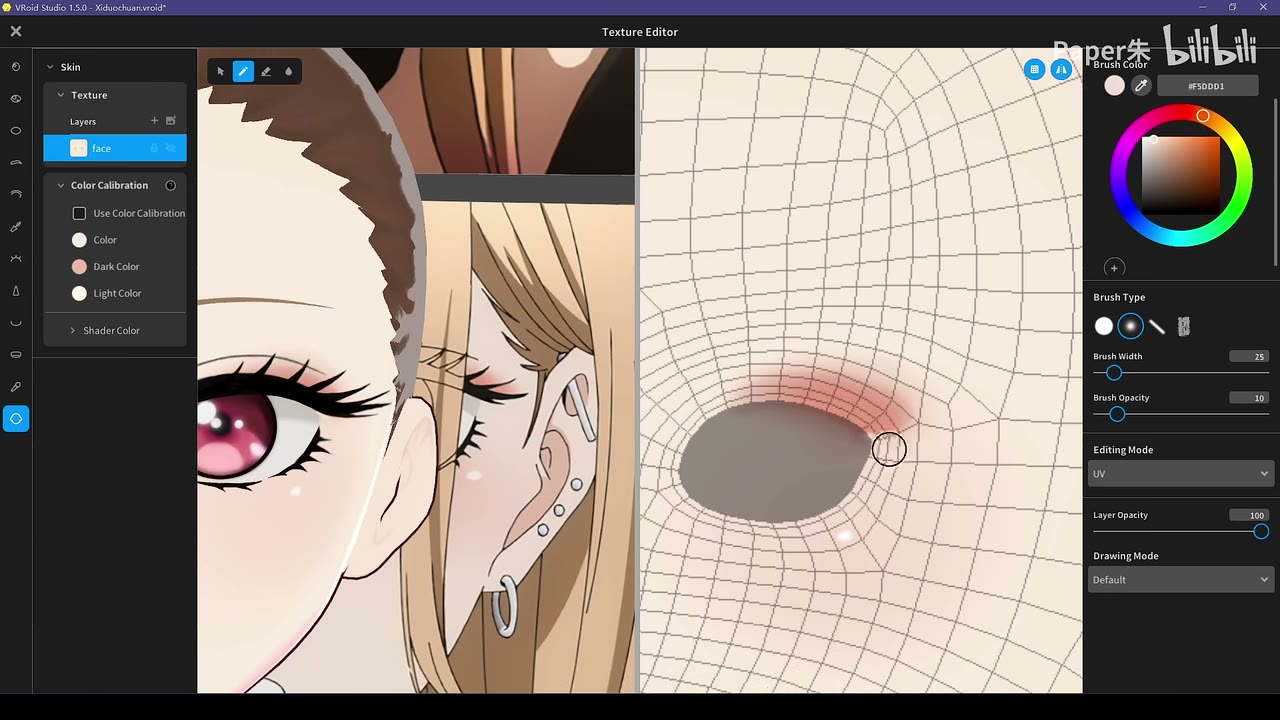 VRoid Studio 1.5.0 - Xiduochuan.vroid*
Texture Editor
Paper朱 bilibili
Skin
Texture
Layers
face
Color Calibration
Use Color Calibration
Color
Dark Color
Light Color
Shader Color
Brush Color
#F5DDD1
Brush Type
Brush Width 25
Brush Opacity 10
Editing Mode
UV
Layer Opacity 100
Drawing Mode
Default